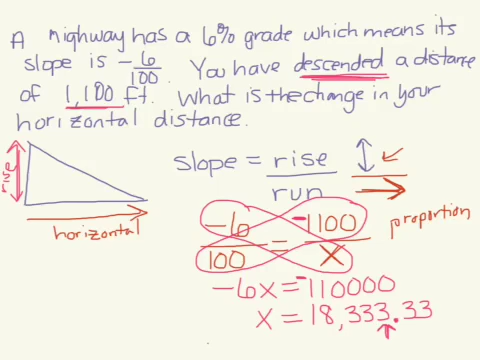 A highway has a 6% grade which means its
slope is -6/100. You have descended a distance
of 1,100 ft. What is the change in your
horizontal distance.
rise
horizontal
slope = rise/run
-6/100 = -1100/x
proportion
-6x = -110000
x = 18,333.33